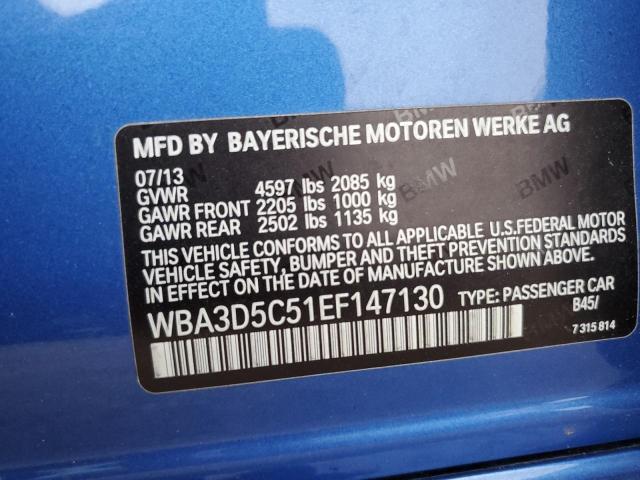 MFD BY BAYERISCHE MOTOREN WERKE AG
07/13
GVWR 4597 lbs 2085 kg
GAWR FRONT 2205 lbs 1000 kg
GAWR REAR 2502 lbs 1135 kg
THIS VEHICLE CONFORMS TO ALL APPLICABLE U.S.FEDERAL MOTOR
VEHICLE SAFETY, BUMPER AND THEFT PREVENTION STANDARDS
IN EFFECT ON THE DATE OF MANUFACTURE SHOWN ABOVE.
WBA3D5C51EF147130 TYPE: PASSENGER CAR
B45/
7 315 814
BMW
BMW
BMW